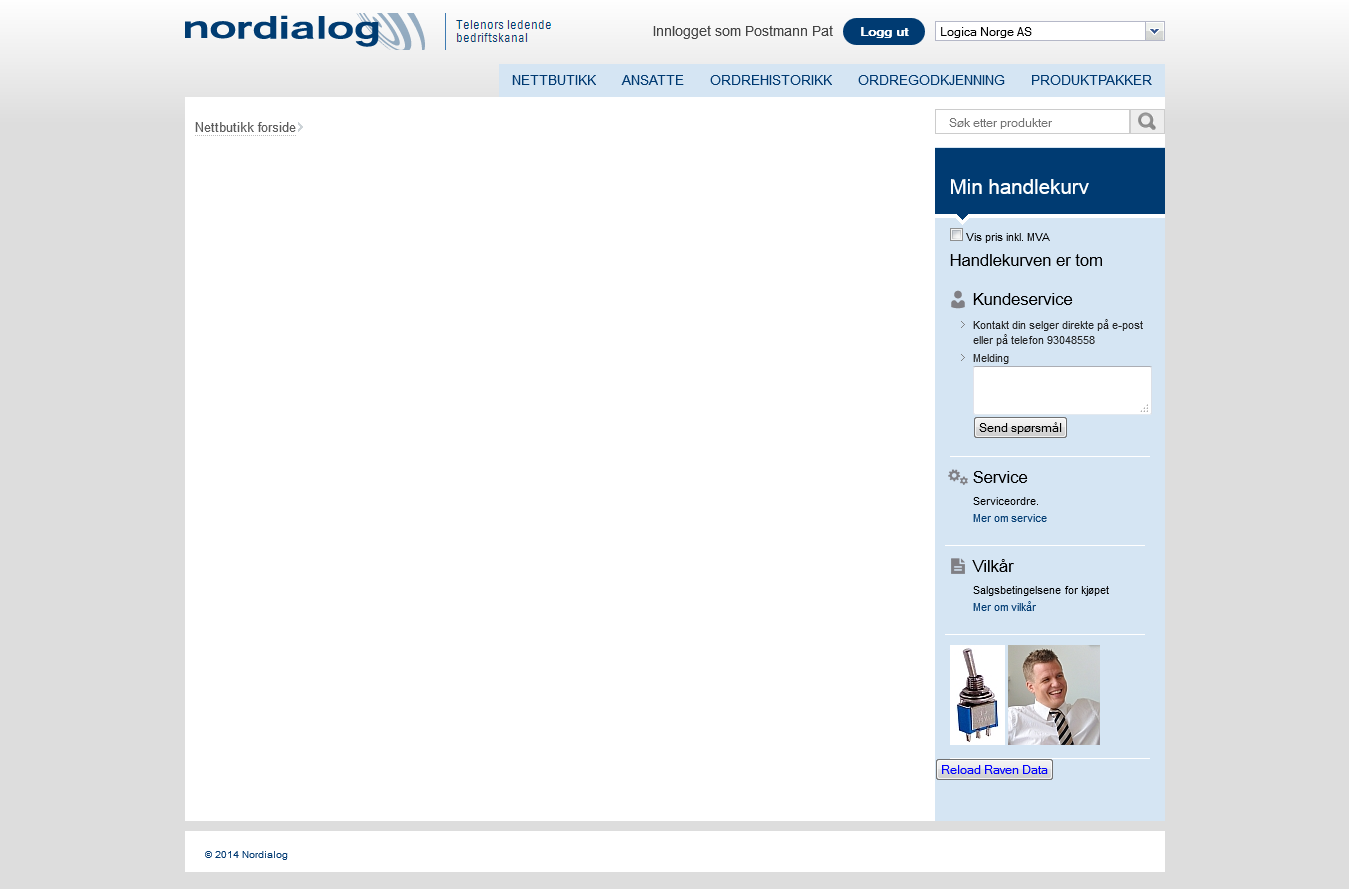 nordialog
Telenors ledende
bedriftskanal
Innlogget som Postmann Pat
Logg ut
Logica Norge AS
NETTBUTIKK ANSATTE ORDREHISTORIKK ORDREGODKJENNING PRODUKTPAKKER
Nettbutikk forside
Søk etter produkter
Min handlekurv
Vis pris inkl. MVA
Handlekurven er tom
Kundeservice
Kontakt din selger direkte på e-post
eller på telefon 93048558
Melding
Send spørsmål
Service
Serviceordre.
Mer om service
Vilkår
Salgsbetingelsene for kjøpet
Mer om vilkår
Reload Raven Data
© 2014 Nordialog